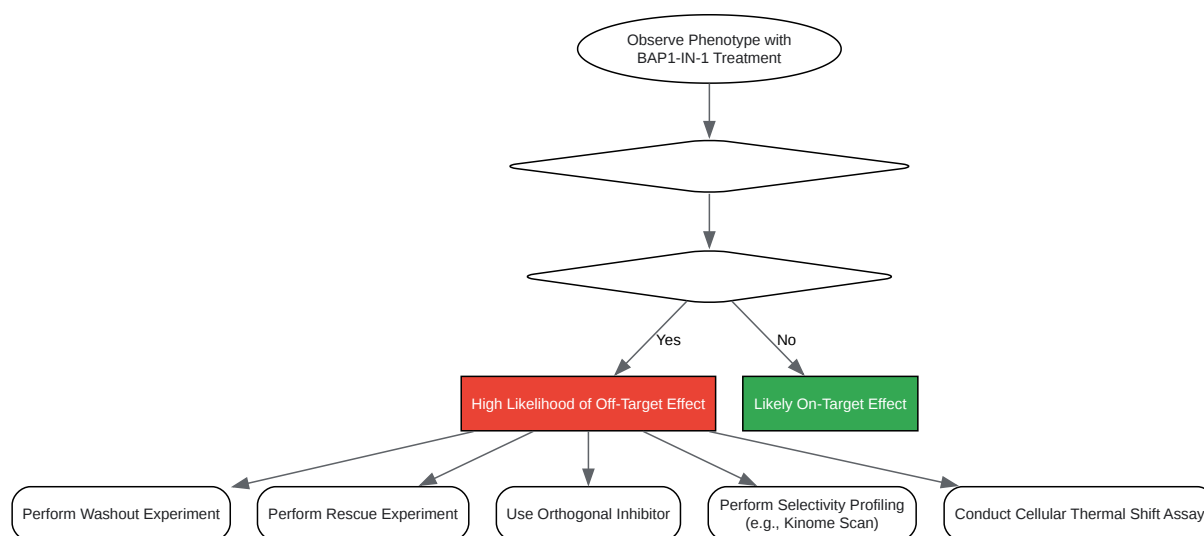 Observe Phenotype with
BAP1-IN-1 Treatment
Yes
No
High Likelihood of Off-Target Effect
Likely On-Target Effect
Perform Washout Experiment
Perform Rescue Experiment
Use Orthogonal Inhibitor
Perform Selectivity Profiling
(e.g., Kinome Scan)
Conduct Cellular Thermal Shift Assay